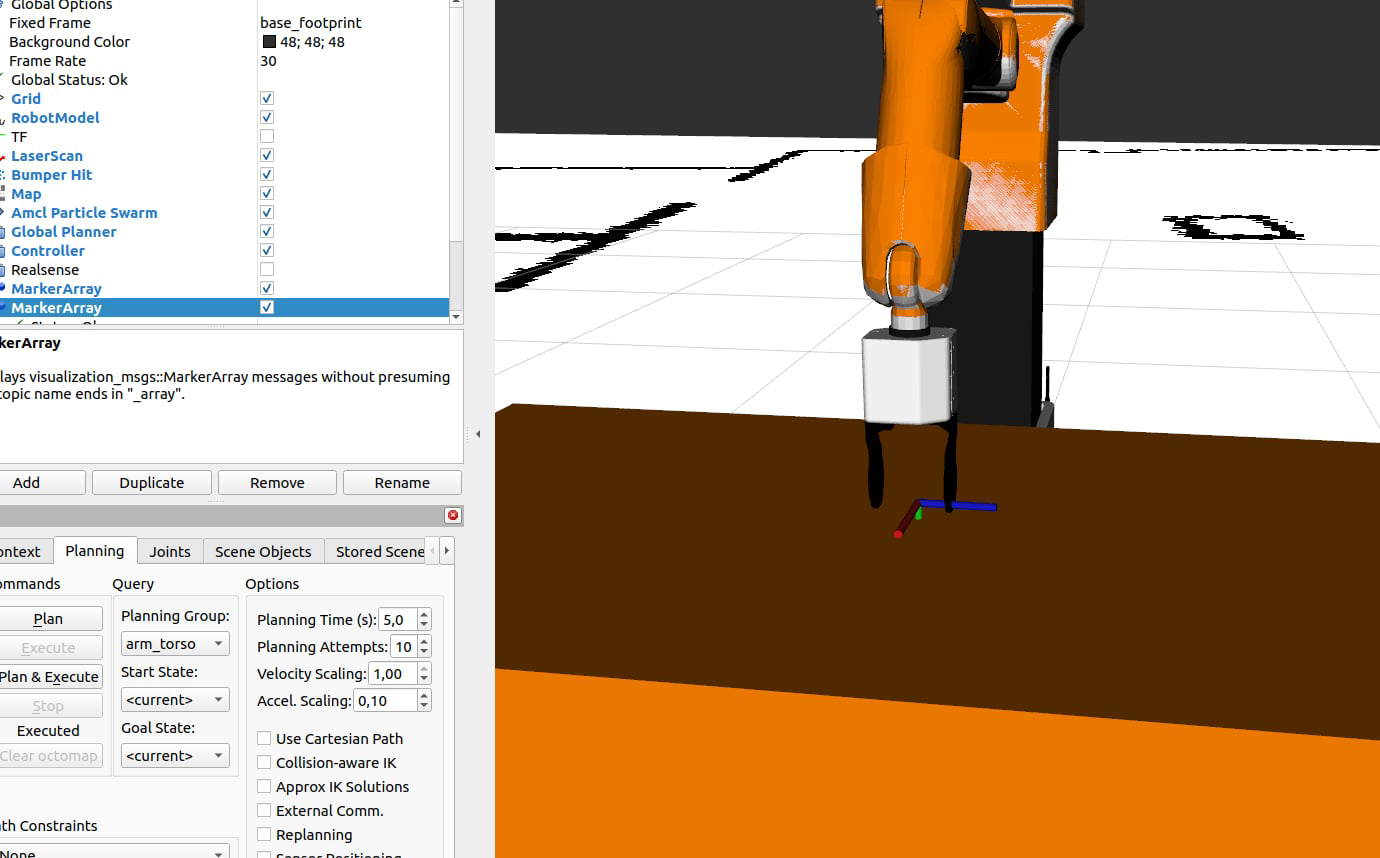 Global Options
Fixed Frame base_footprint
Background Color 48; 48; 48
Frame Rate 30
Global Status: Ok
Grid
RobotModel
TF
LaserScan
Bumper Hit
Map
Amcl Particle Swarm
Global Planner
Controller
Realsense
MarkerArray
MarkerArray
kerArray
lays visualization_msgs::MarkerArray messages without presuming
topic name ends in "_array".
Add Duplicate Remove Rename
ontext Planning Joints Scene Objects Stored Scene
ommands Query Options
Plan
Execute
Plan & Execute
Stop
Executed
Clear octomap
Planning Group:
arm_torso
Start State:
<current>
Goal State:
<current>
Planning Time (s): 5,0
Planning Attempts: 10
Velocity Scaling: 1,00
Accel. Scaling: 0,10
Use Cartesian Path
Collision-aware IK
Approx IK Solutions
External Comm.
Replanning
Sensor Positioning
ath Constraints
None